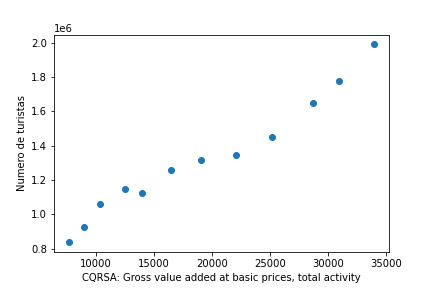 1e6
2.0
1.8
1.6
1.4
1.2
1.0
0.8
Numero de turistas
10000 15000 20000 25000 30000 35000
CQRSA: Gross value added at basic prices, total activity